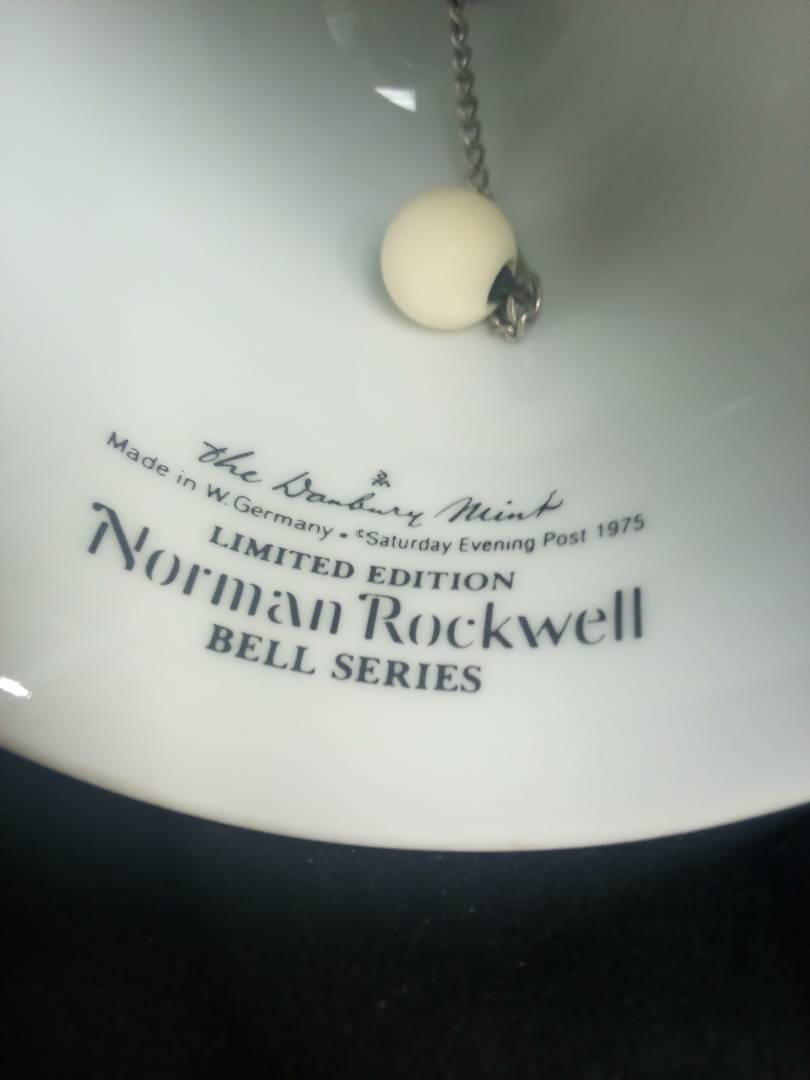 The Danbury Mint
Made in W. Germany • ©Saturday Evening Post 1975
LIMITED EDITION
Norman Rockwell
BELL SERIES